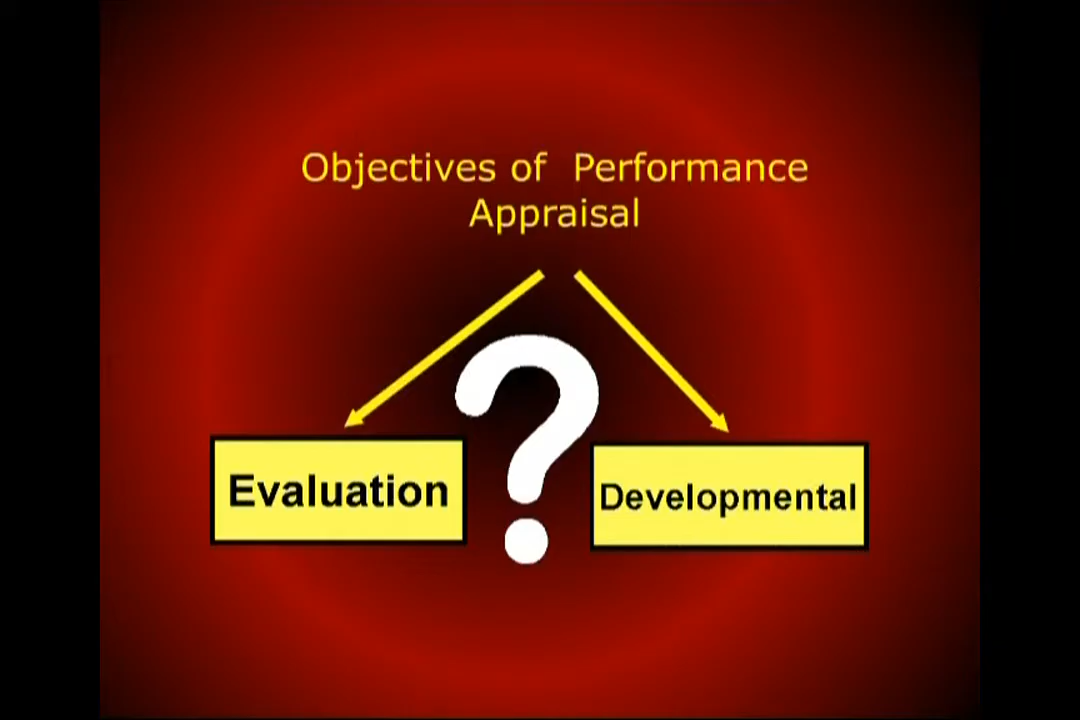 Objectives of Performance
Appraisal
?
Evaluation
Developmental